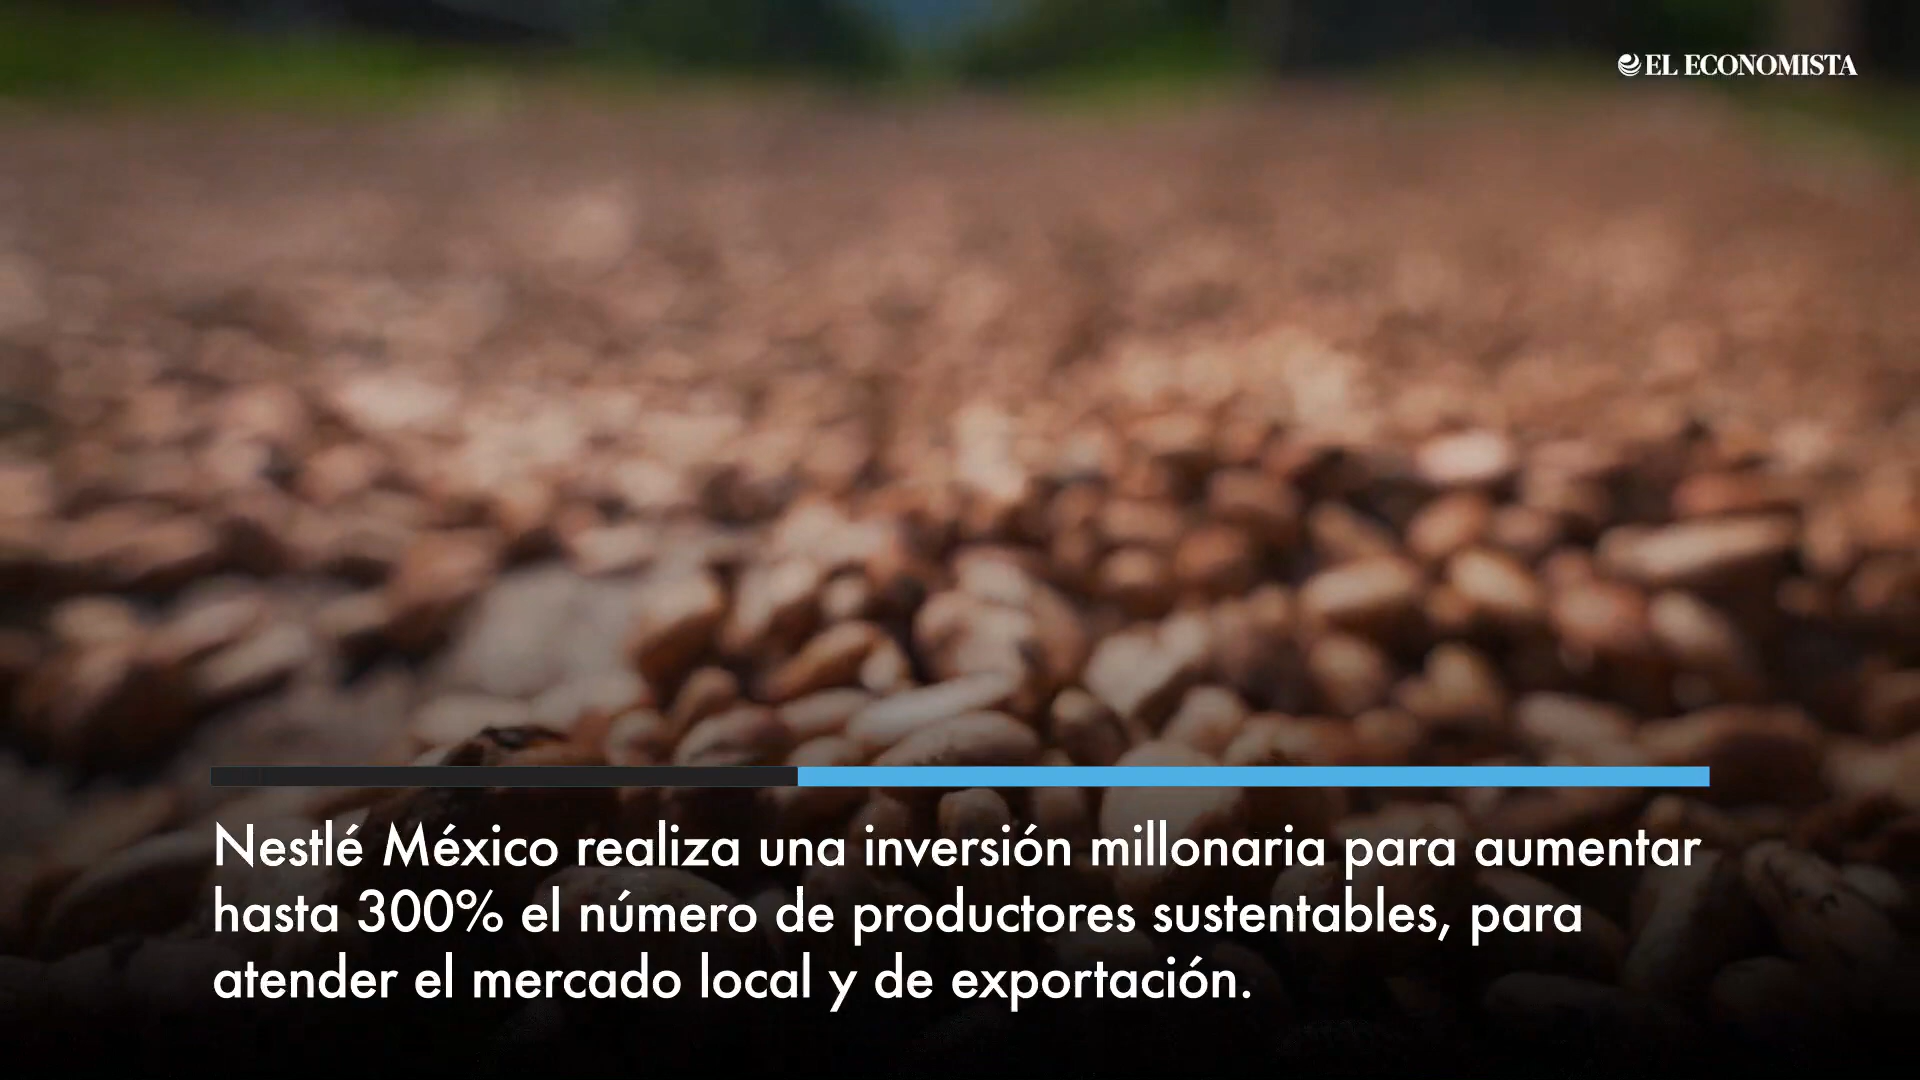 EL ECONOMISTA
Nestlé México realiza una inversión millonaria para aumentar
hasta 300% el número de productores sustentables, para
atender el mercado local y de exportación.